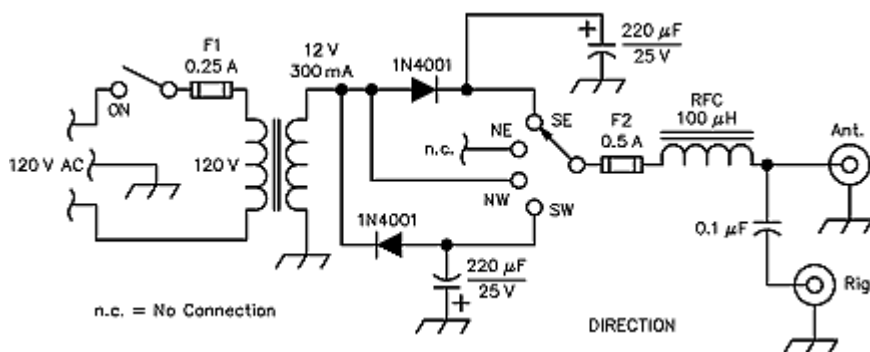 F1
0.25 A
ON
120 V AC
120 V
12 V
300 mA
1N4001
+
220 µF
25 V
NE
n.c.
SE
NW
SW
F2
0.5 A
RFC
100 µH
Ant.
1N4001
220 µF
25 V
+
0.1 µF
Rig
n.c. = No Connection
DIRECTION